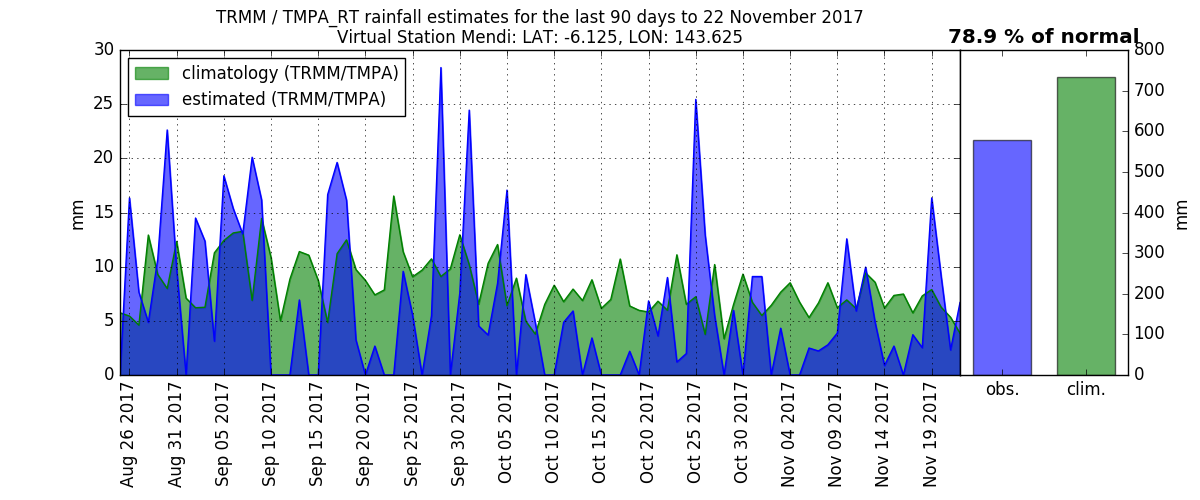 TRMM / TMPA_RT rainfall estimates for the last 90 days to 22 November 2017
Virtual Station Mendi: LAT: -6.125, LON: 143.625
78.9 % of normal
climatology (TRMM/TMPA)
estimated (TRMM/TMPA)
mm
30
25
20
15
10
5
0
Aug 26 2017
Aug 31 2017
Sep 05 2017
Sep 10 2017
Sep 15 2017
Sep 20 2017
Sep 25 2017
Sep 30 2017
Oct 05 2017
Oct 10 2017
Oct 15 2017
Oct 20 2017
Oct 25 2017
Oct 30 2017
Nov 04 2017
Nov 09 2017
Nov 14 2017
Nov 19 2017
obs.
clim.
800
700
600
500
400
300
200
100
0
mm